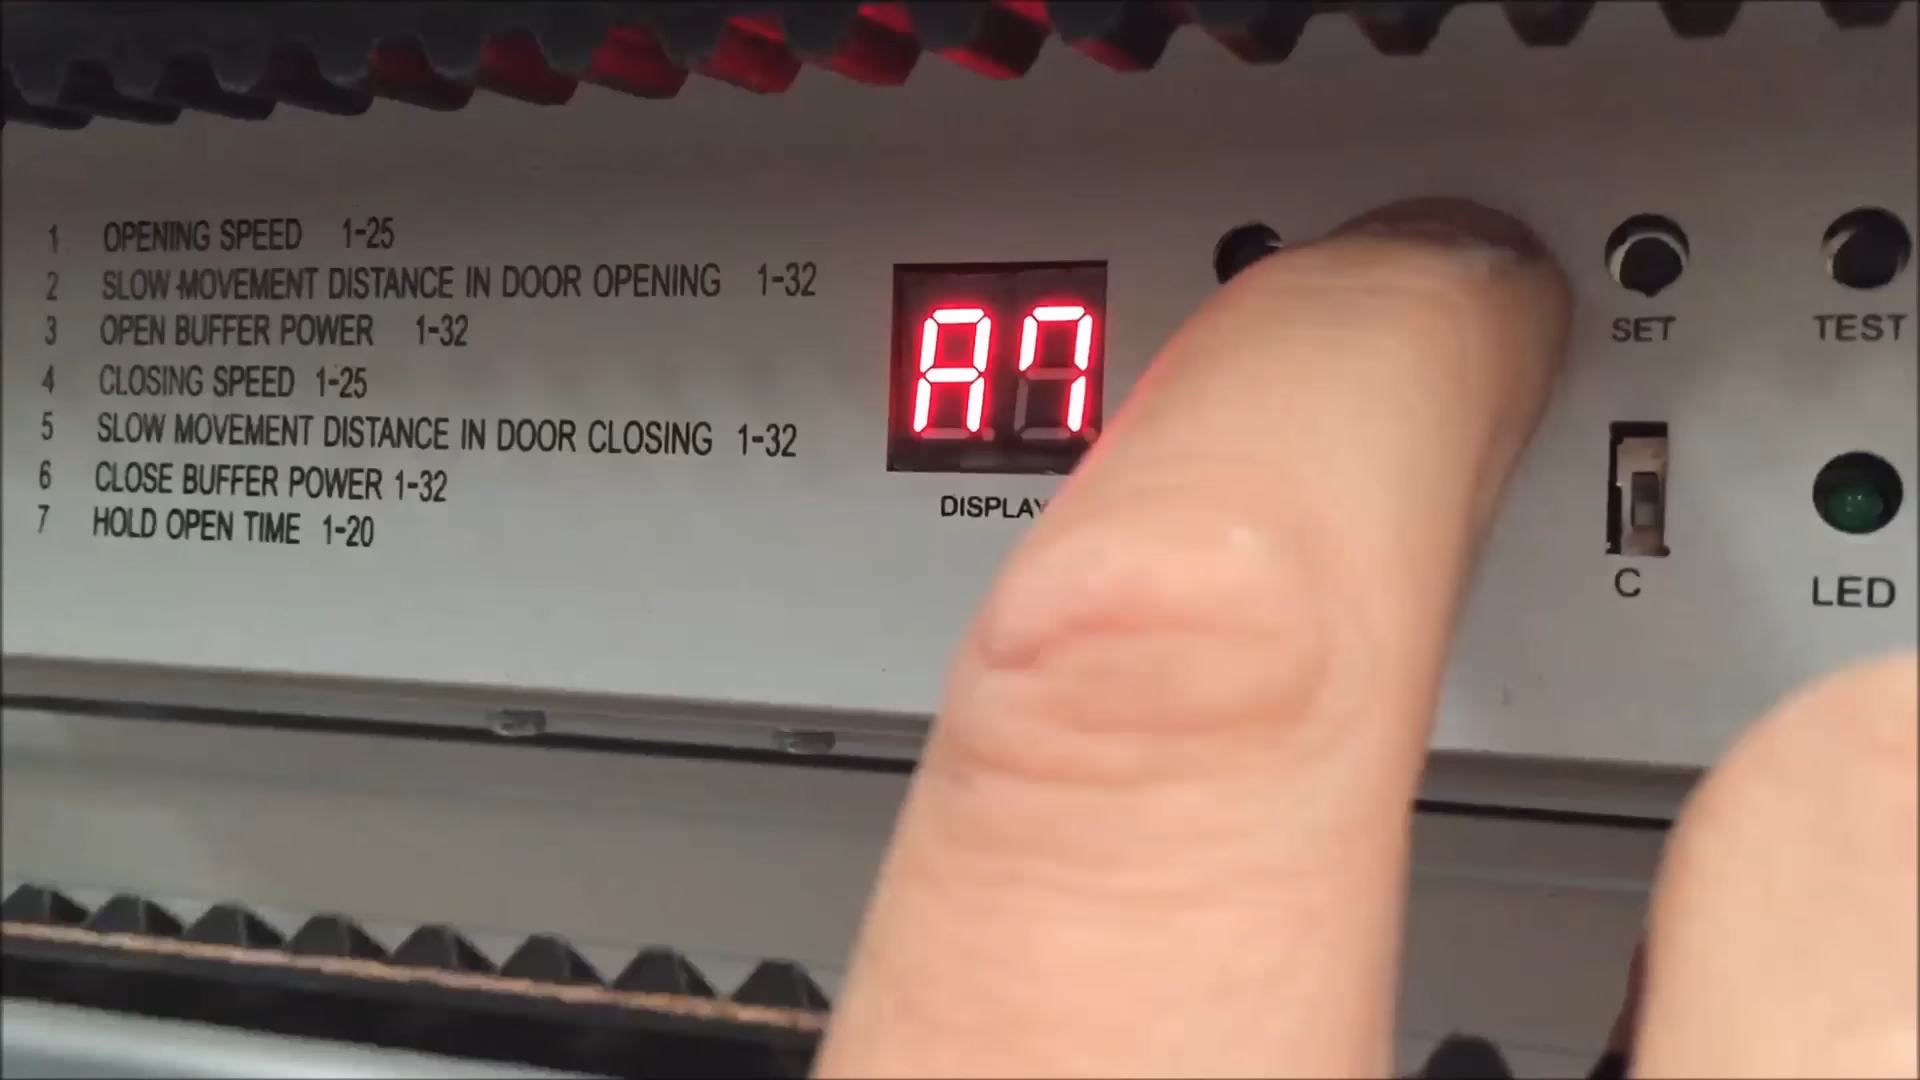 1 OPENING SPEED 1-25
2 SLOW MOVEMENT DISTANCE IN DOOR OPENING 1-32
3 OPEN BUFFER POWER 1-32
4 CLOSING SPEED 1-25
5 SLOW MOVEMENT DISTANCE IN DOOR CLOSING 1-32
6 CLOSE BUFFER POWER 1-32
7 HOLD OPEN TIME 1-20
A7
DISPLAY
SET
TEST
C
LED